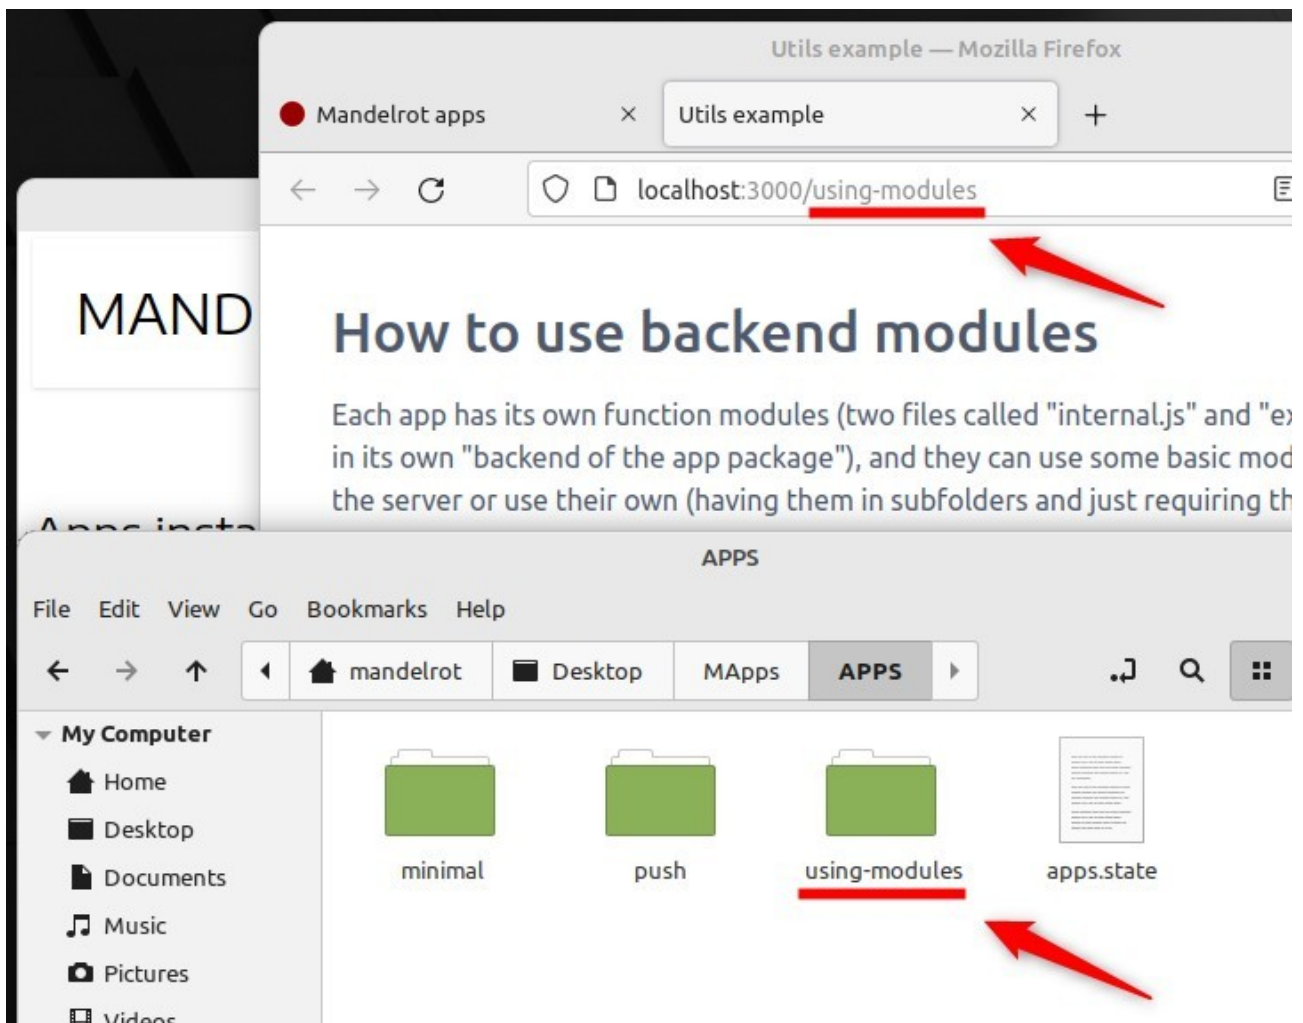 Utils example — Mozilla Firefox
Mandelrot apps
Utils example
localhost:3000/using-modules
MAND
How to use backend modules
Each app has its own function modules (two files called "internal.js" and "ex
in its own "backend of the app package"), and they can use some basic mod
the server or use their own (having them in subfolders and just requiring th
Apps insta
APPS
File Edit View Go Bookmarks Help
mandelrot Desktop MApps APPS
My Computer
Home
Desktop
Documents
Music
Pictures
Videos
minimal push using-modules apps.state